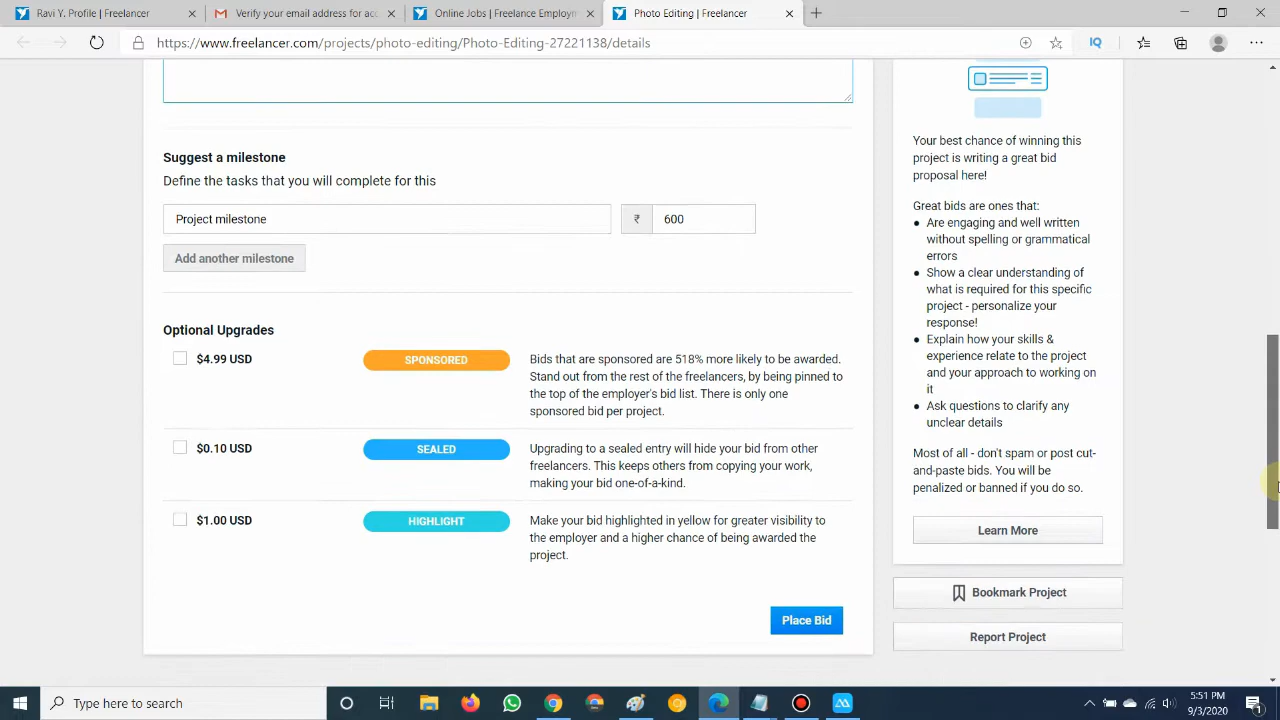 Ravi Y. Profile | Freelancer
Verify your email address for acc
Online Jobs | Freelance Employm
Photo Editing | Freelancer
https://www.freelancer.com/projects/photo-editing/Photo-Editing-27221138/details
IQ
Suggest a milestone
Define the tasks that you will complete for this
Project milestone
₹ 600
Add another milestone
Optional Upgrades
$4.99 USD
SPONSORED
Bids that are sponsored are 518% more likely to be awarded.
Stand out from the rest of the freelancers, by being pinned to
the top of the employer's bid list. There is only one
sponsored bid per project.
$0.10 USD
SEALED
Upgrading to a sealed entry will hide your bid from other
freelancers. This keeps others from copying your work,
making your bid one-of-a-kind.
$1.00 USD
HIGHLIGHT
Make your bid highlighted in yellow for greater visibility to
the employer and a higher chance of being awarded the
project.
Place Bid
Your best chance of winning this
project is writing a great bid
proposal here!
Great bids are ones that:
Are engaging and well written
without spelling or grammatical
errors
Show a clear understanding of
what is required for this specific
project - personalize your
response!
Explain how your skills &
experience relate to the project
and your approach to working on
it
Ask questions to clarify any
unclear details
Most of all - don't spam or post cut-
and-paste bids. You will be
penalized or banned if you do so.
Learn More
Bookmark Project
Report Project
Type here to search
5:51 PM
9/3/2020